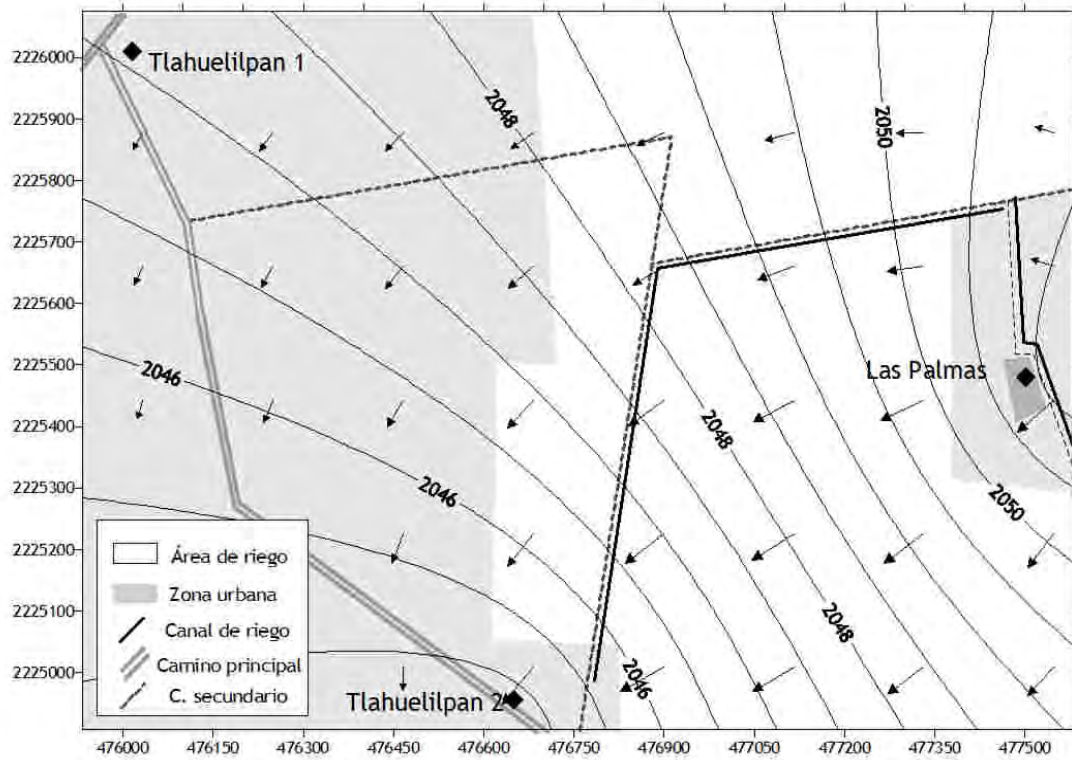 2226000
2225900
2225800
2225700
2225600
2225500
2225400
2225300
2225200
2225100
2225000
Tlahuelilpan 1
2048
2050
Las Palmas
2046
2048
2046
2050
2048
2046
Tlahuelilpan 2
Área de riego
Zona urbana
Canal de riego
Camino principal
C. secundario
476000 476150 476300 476450 476600 476750 476900 477050 477200 477350 477500